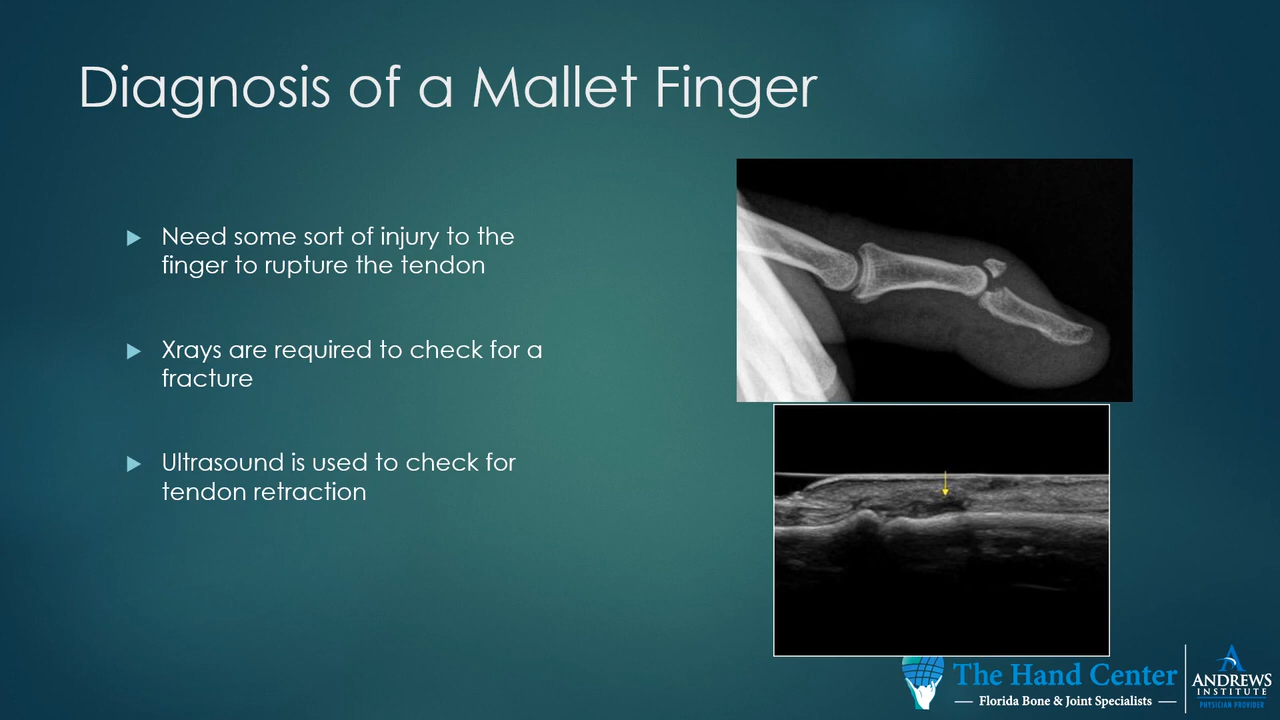 Diagnosis of a Mallet Finger
Need some sort of injury to the
finger to rupture the tendon
Xrays are required to check for a
fracture
Ultrasound is used to check for
tendon retraction
The Hand Center
Florida Bone & Joint Specialists
ANDREWS
INSTITUTE
PHYSICIAN PROVIDER